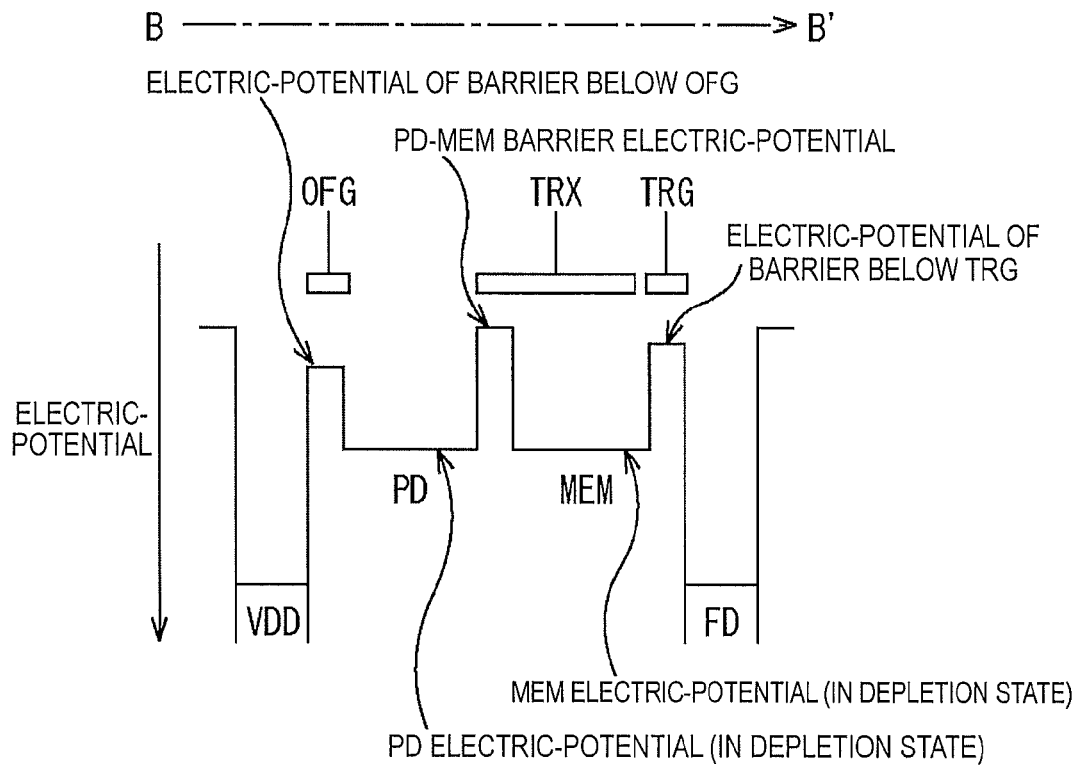 B
B'
ELECTRIC-POTENTIAL OF BARRIER BELOW OFG
PD-MEM BARRIER ELECTRIC-POTENTIAL
OFG
TRX
TRG
ELECTRIC-POTENTIAL OF
BARRIER BELOW TRG
ELECTRIC-
POTENTIAL
PD
MEM
VDD
FD
MEM ELECTRIC-POTENTIAL (IN DEPLETION STATE)
PD ELECTRIC-POTENTIAL (IN DEPLETION STATE)